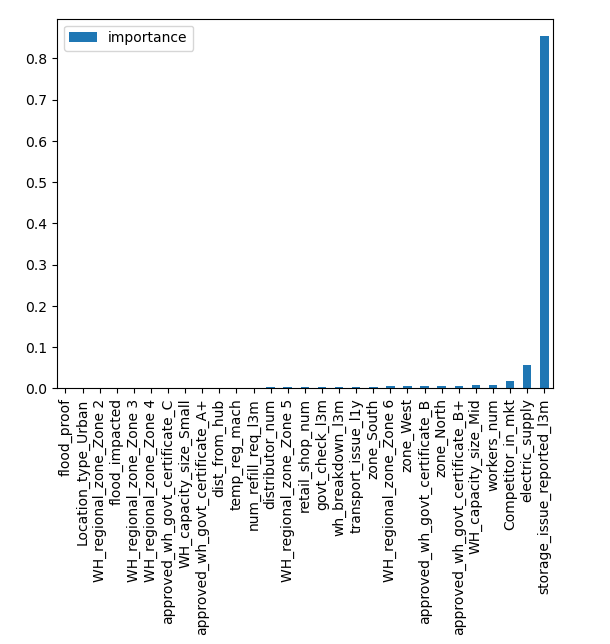 importance
0.8
0.7
0.6
0.5
0.4
0.3
0.2
0.1
0.0
flood_proof
Location_type_Urban
WH_regional_zone_Zone 2
flood_impacted
WH_regional_zone_Zone 3
WH_regional_zone_Zone 4
approved_wh_govt_certificate_C
WH_capacity_size_Small
approved_wh_govt_certificate_A+
dist_from_hub
temp_reg_mach
num_refill_req_l3m
distributor_num
WH_regional_zone_Zone 5
retail_shop_num
govt_check_l3m
wh_breakdown_l3m
transport_issue_l1y
zone_South
WH_regional_zone_Zone 6
zone_West
approved_wh_govt_certificate_B
zone_North
approved_wh_govt_certificate_B+
WH_capacity_size_Mid
workers_num
Competitor_in_mkt
electric_supply
storage_issue_reported_l3m